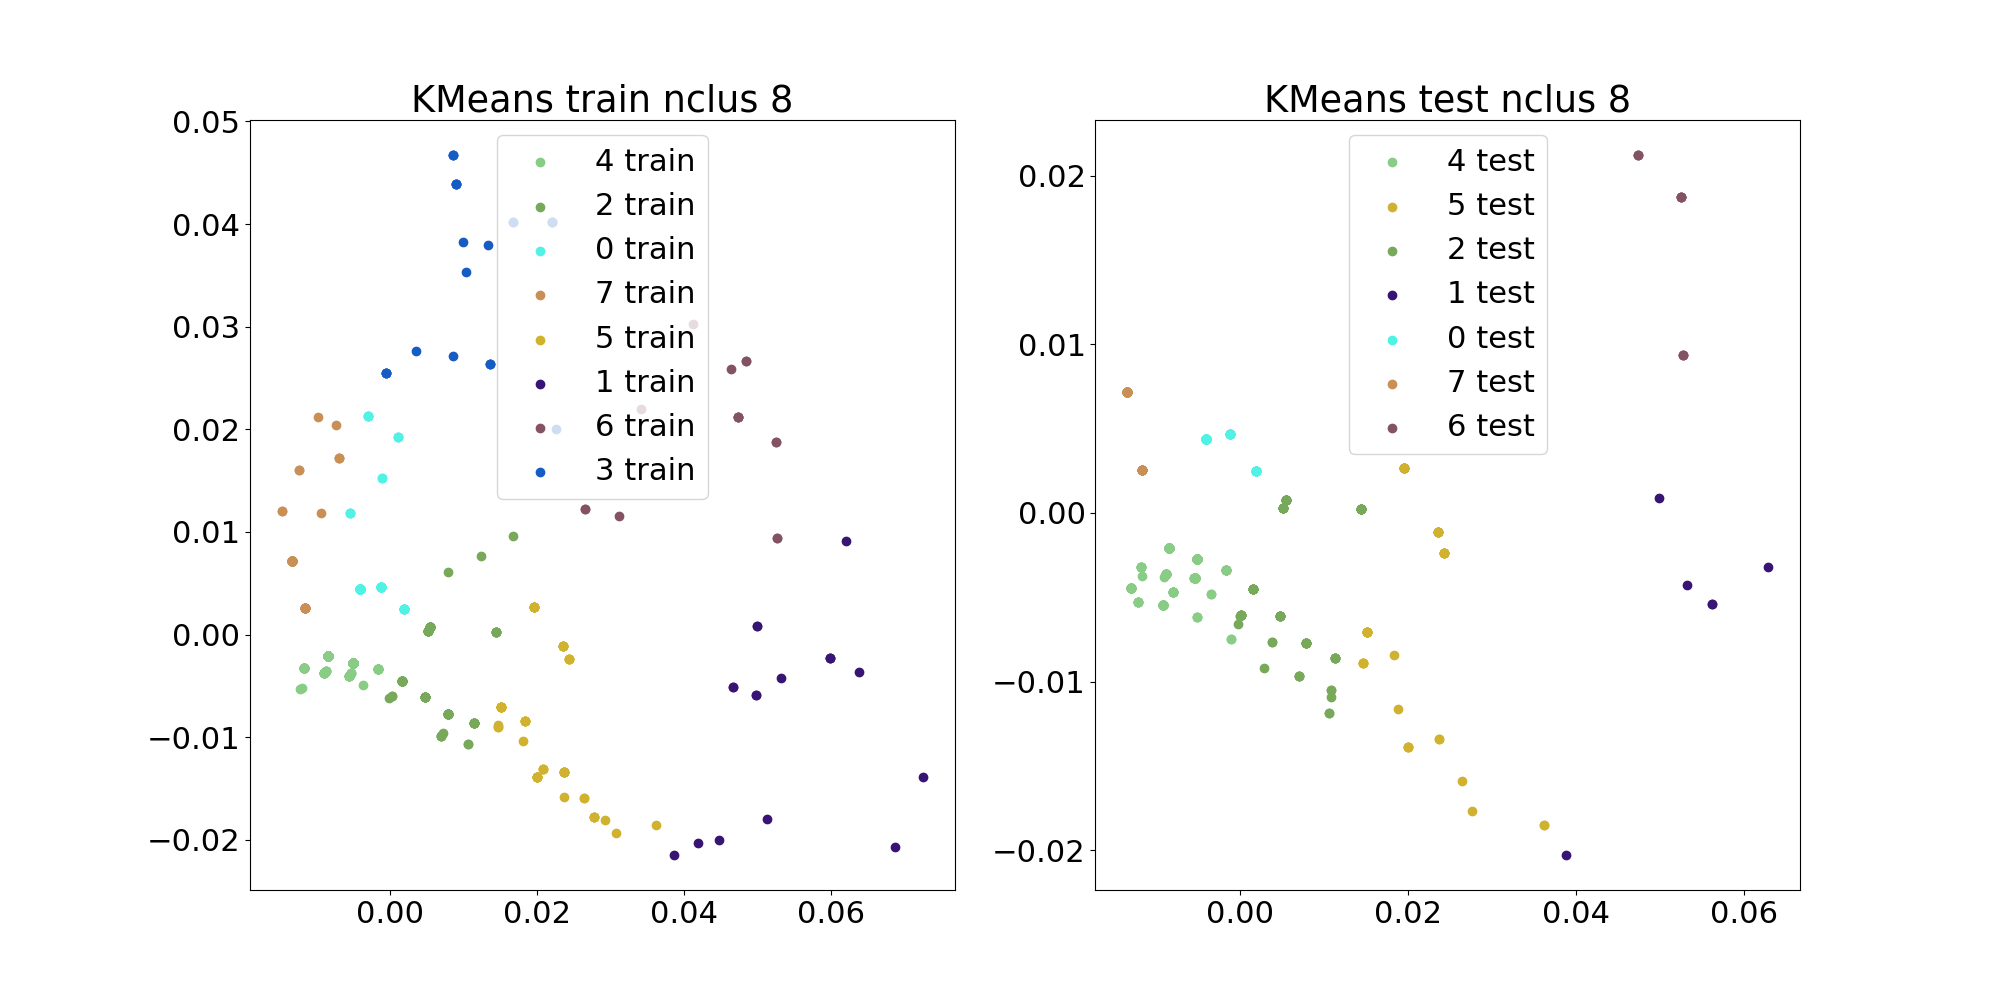 KMeans train nclus 8
0.05
0.04
0.03
0.02
0.01
0.00
−0.01
−0.02
0.00 0.02 0.04 0.06
4 train
2 train
0 train
7 train
5 train
1 train
6 train
3 train
KMeans test nclus 8
0.02
0.01
0.00
−0.01
−0.02
0.00 0.02 0.04 0.06
4 test
5 test
2 test
1 test
0 test
7 test
6 test